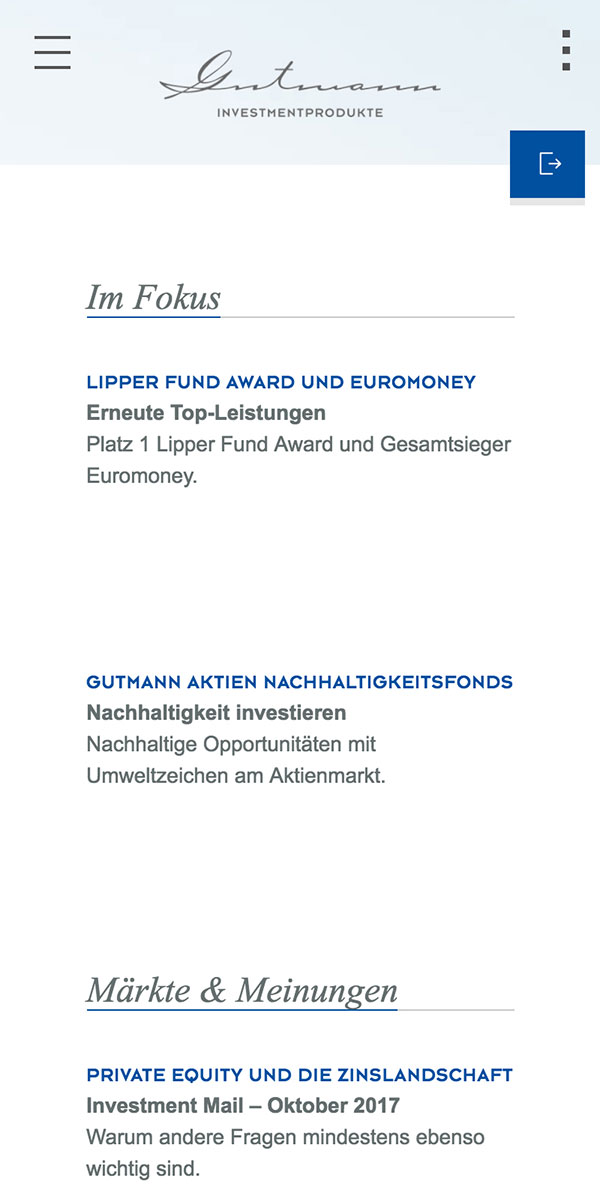 Gutmann
INVESTMENTPRODUKTE
Im Fokus
LIPPER FUND AWARD UND EUROMONEY
Erneute Top-Leistungen
Platz 1 Lipper Fund Award und Gesamtsieger
Euromoney.
GUTMANN AKTIEN NACHHALTIGKEITSFONDS
Nachhaltigkeit investieren
Nachhaltige Opportunitäten mit
Umweltzeichen am Aktienmarkt.
Märkte & Meinungen
PRIVATE EQUITY UND DIE ZINSLANDSCHAFT
Investment Mail – Oktober 2017
Warum andere Fragen mindestens ebenso
wichtig sind.